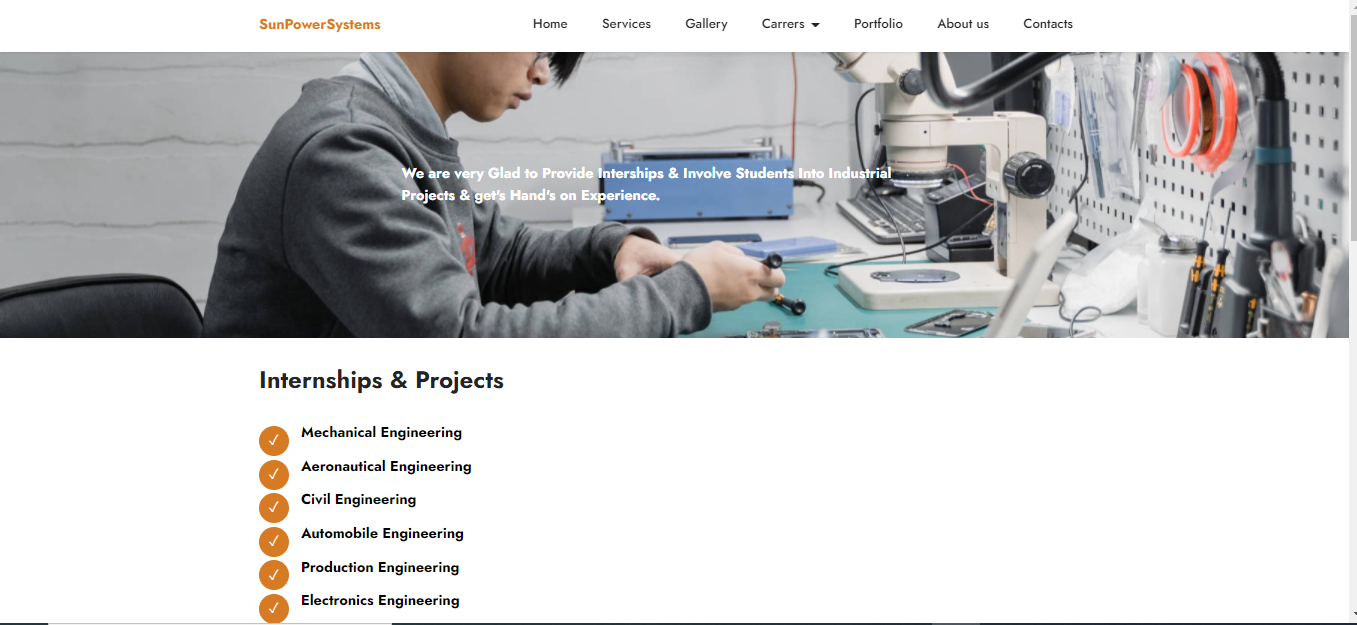 SunPowerSystems Home Services Gallery Carrers Portfolio About us Contacts
We are very Glad to Provide Interships & Involve Students Into Industrial
Projects & get's Hand's on Experience.
Internships & Projects
Mechanical Engineering
Aeronautical Engineering
Civil Engineering
Automobile Engineering
Production Engineering
Electronics Engineering